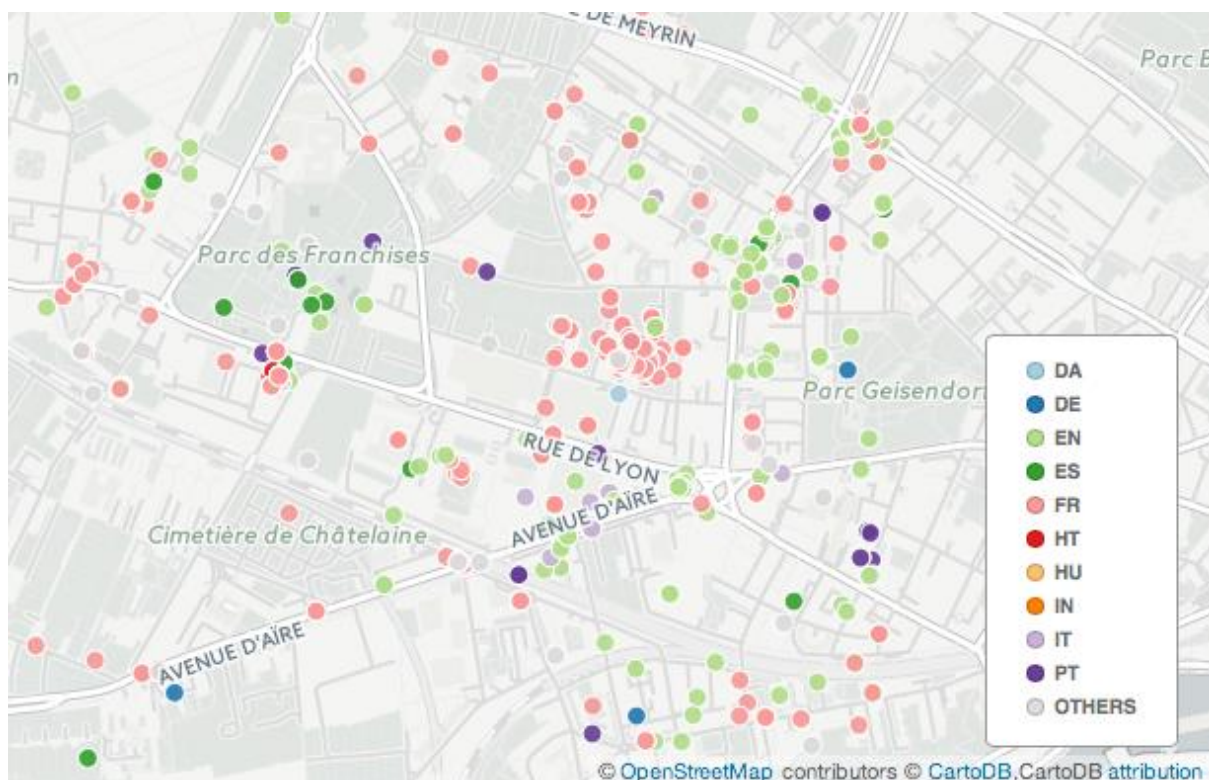 E DE MEYRIN
Parc B
n
Parc des Franchises
Parc Geisendorf
RUE DE LYON
AVENUE D'AÏRE
Cimetière de Châtelaine
AVENUE D'AÏRE
DA
DE
EN
ES
FR
HT
HU
IN
IT
PT
OTHERS
© OpenStreetMap contributors © CartoDB,CartoDB attribution